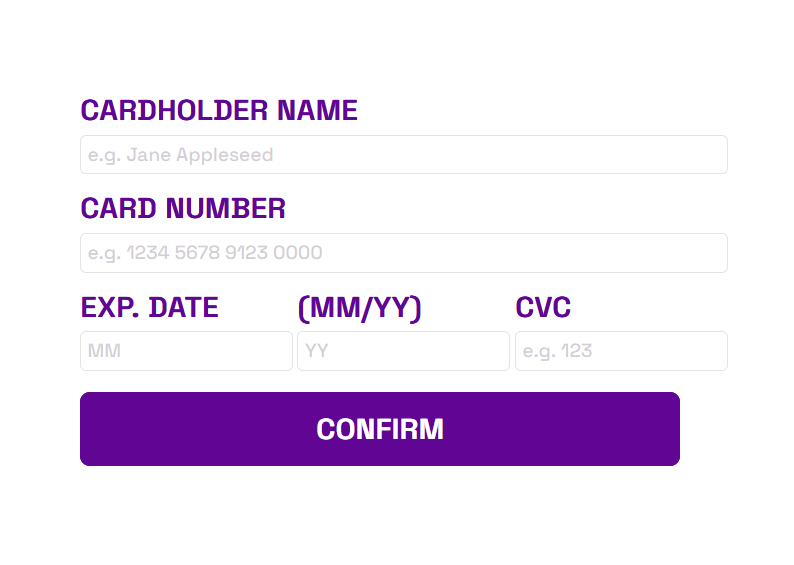 CARDHOLDER NAME
e.g. Jane Appleseed
CARD NUMBER
e.g. 1234 5678 9123 0000
EXP. DATE (MM/YY) CVC
MM YY e.g. 123
CONFIRM